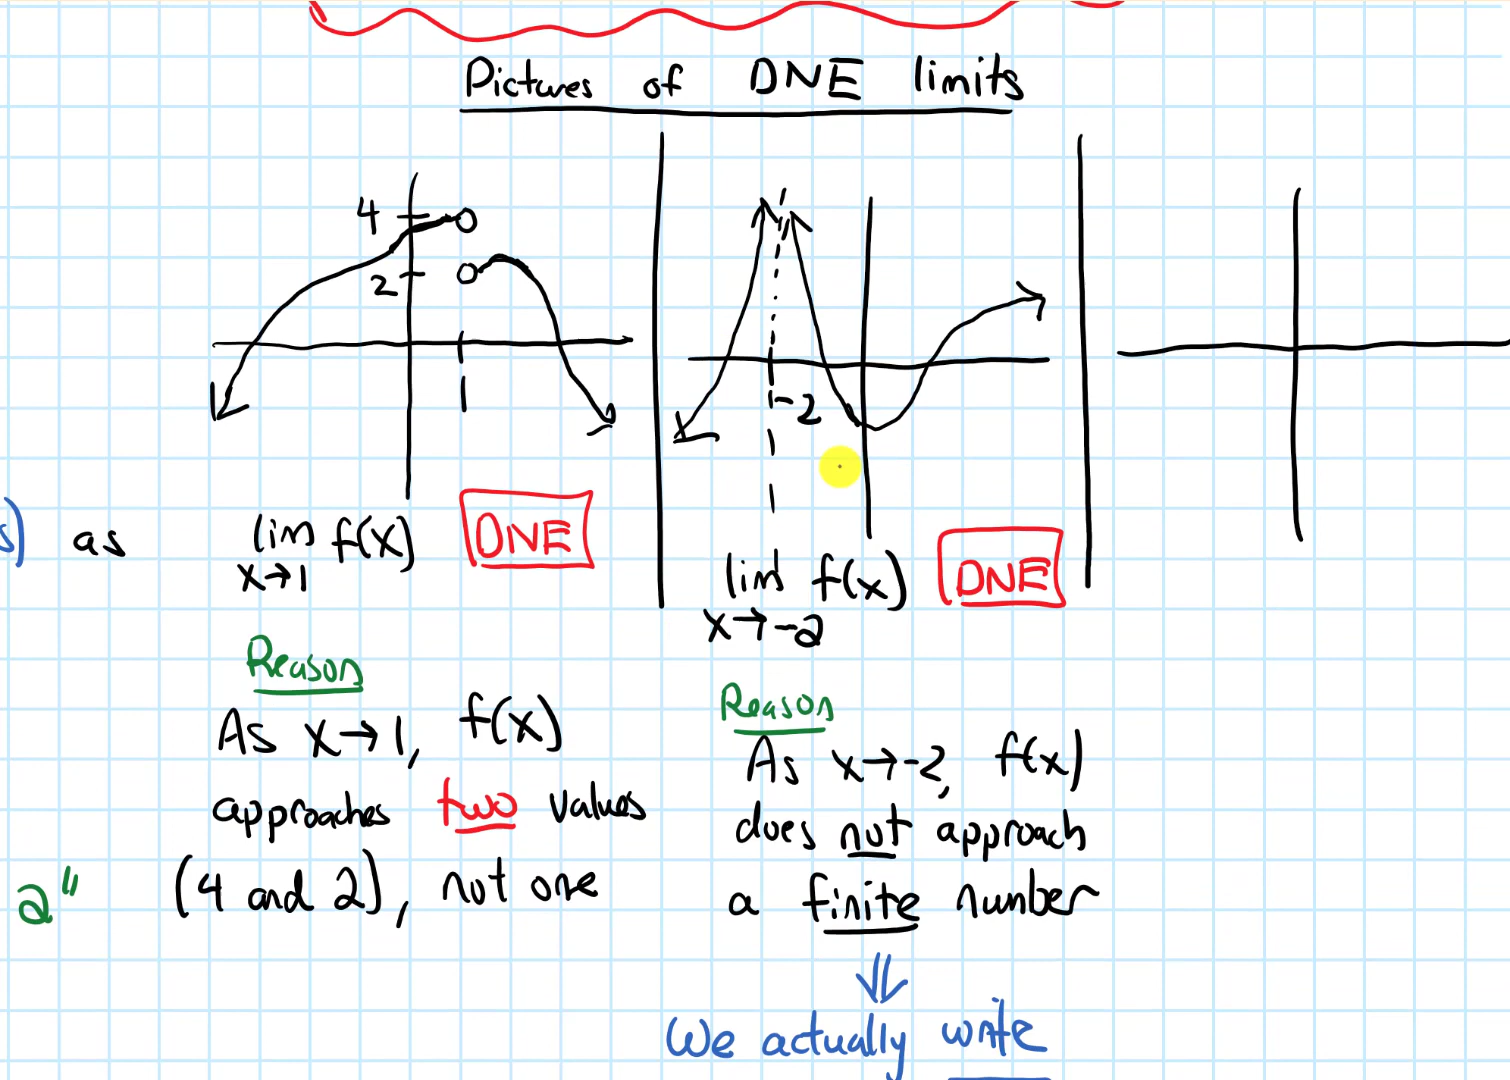 Pictures of DNE limits
4
2
1
-2
s) as
lim f(x) DNE
x→1
lim f(x) DNE
x→-2
Reason
As x→1, f(x)
approaches two values
(4 and 2), not one
a"
Reason
As x→-2, f(x)
does not approach
a finite number
⇓
We actually write